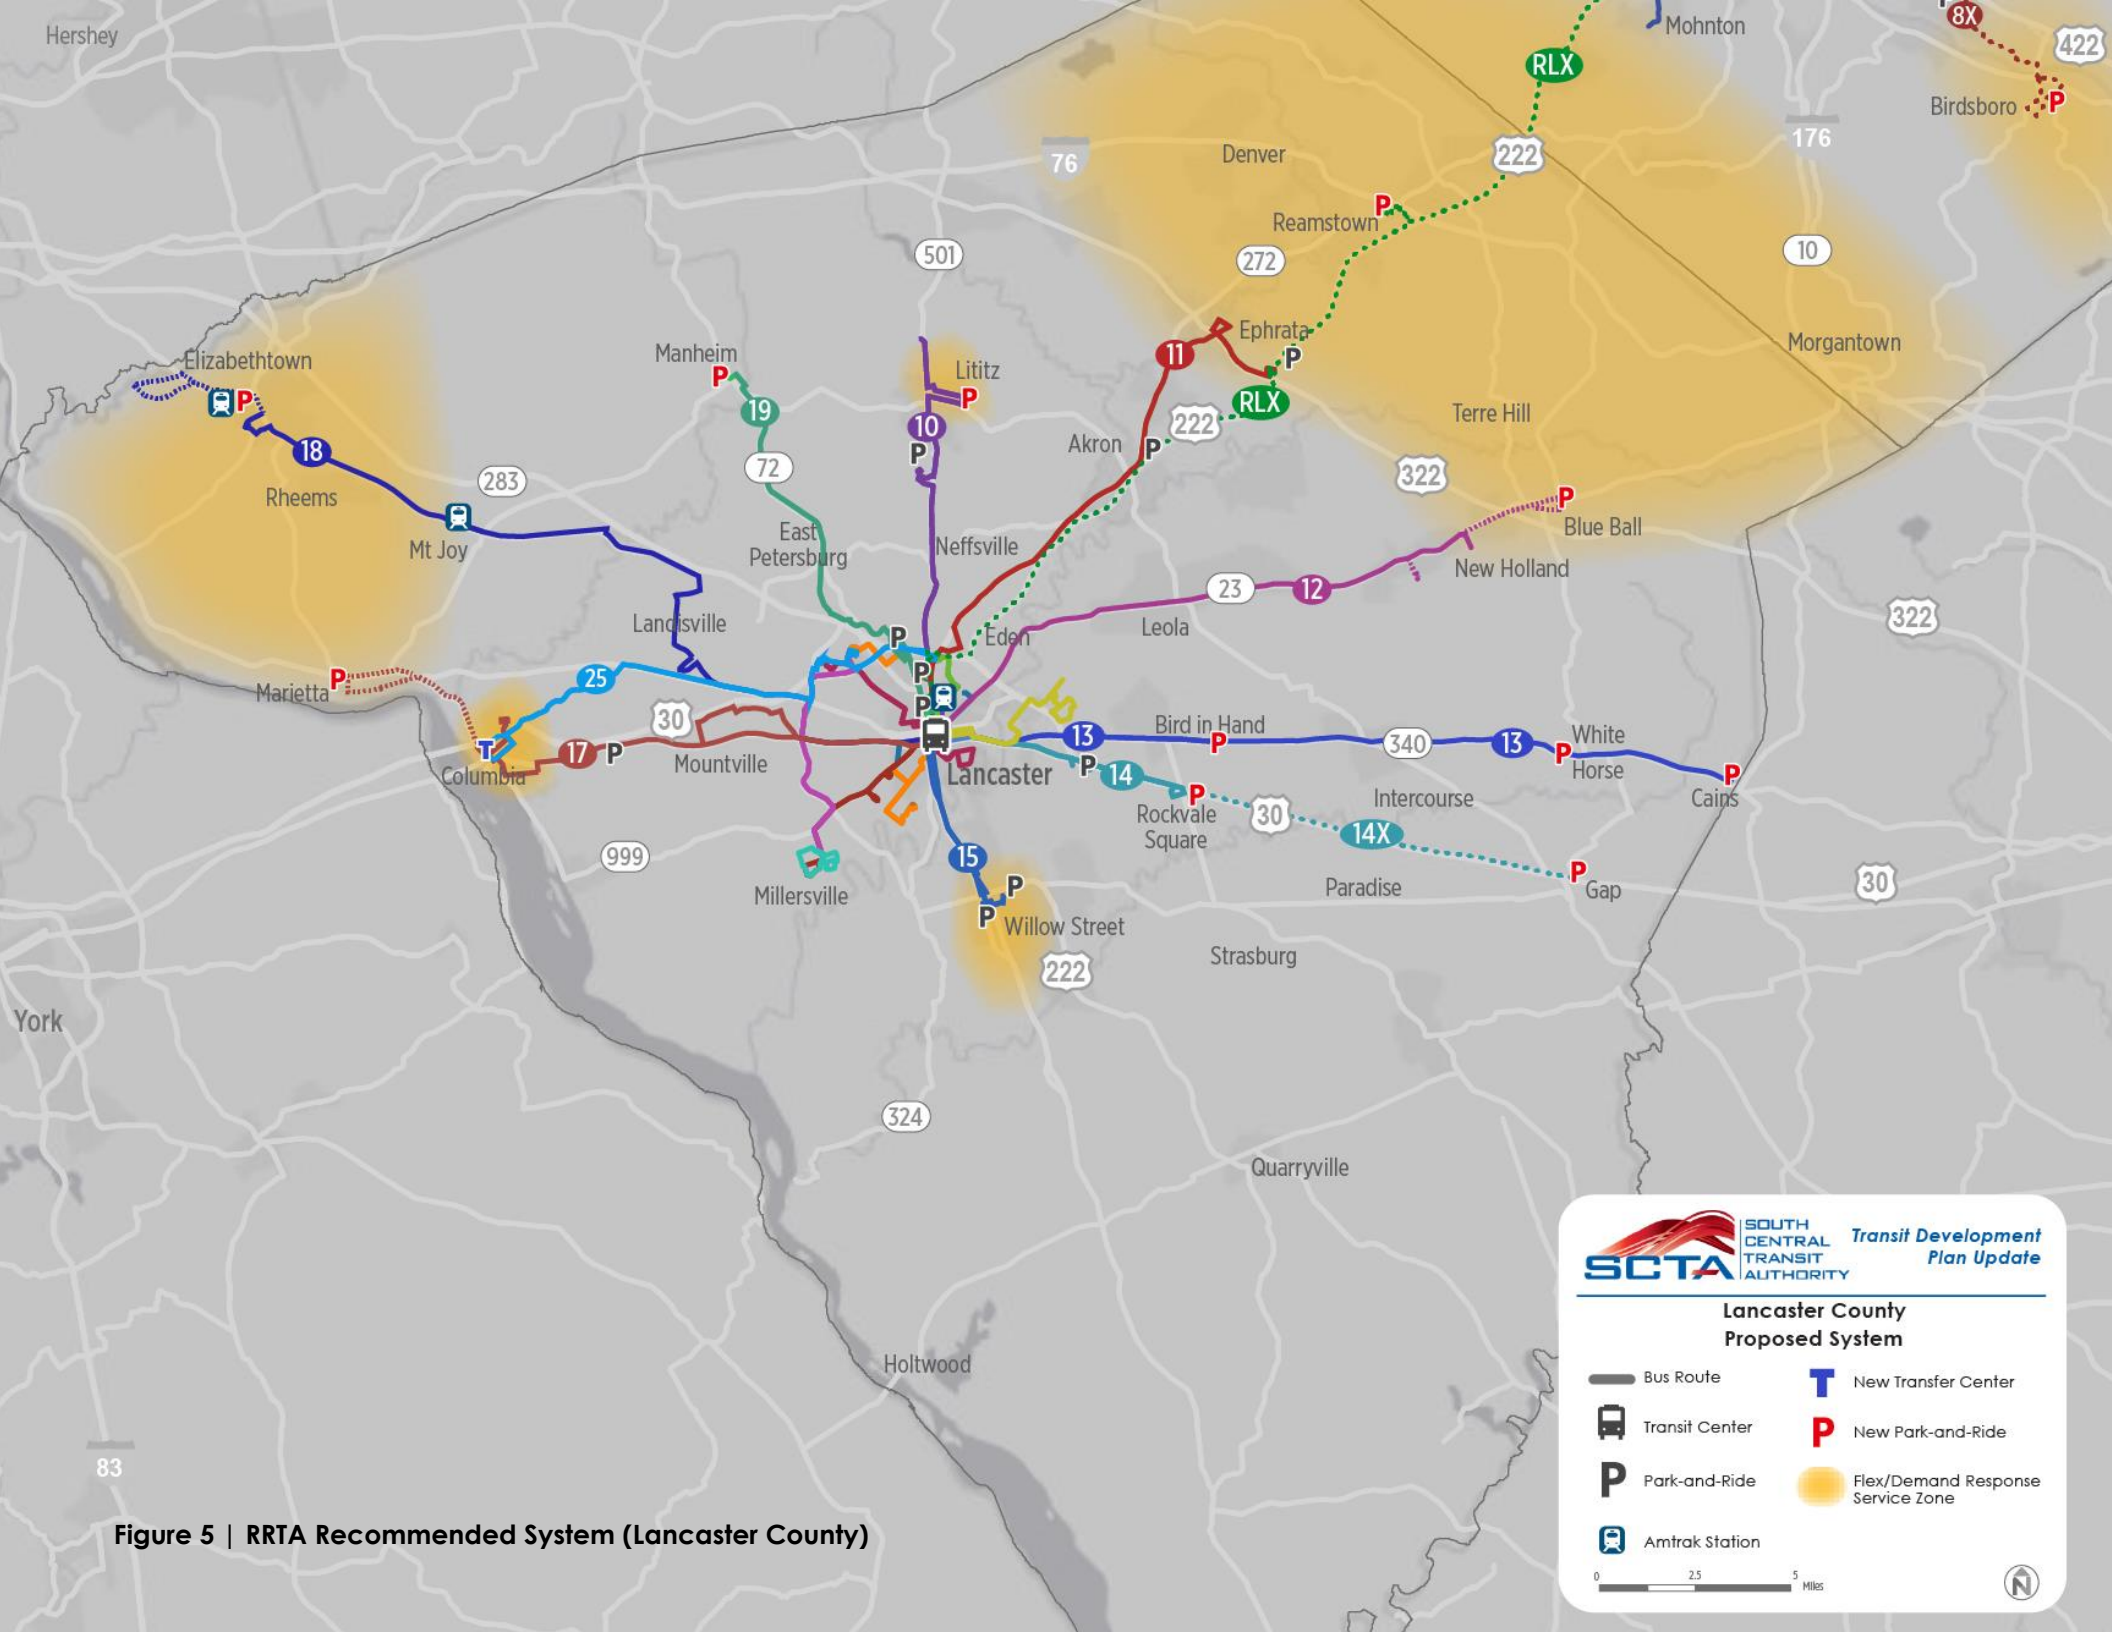 Hershey
Mohnton
8X
422
RLX
Birdsboro
P
176
222
76
Denver
P
Reamstown
501
272
10
Elizabethtown
Manheim
P
Ephrata
11
P
Morgantown
Lititz
P
P
19
10
P
RLX
222
Terre Hill
18
Akron
P
72
283
322
Rheems
P
Blue Ball
East
Petersburg
Mt Joy
Neffsville
New Holland
23
12
322
Landisville
Leola
Eden
P
P
P
P
Marietta
25
30
Bird in Hand
P
13
340
13
White
Horse
P
P
Cains
T
Columbia
17
P
Mountville
Lancaster
P
14
P
Rockvale
Square
30
Intercourse
14X
P
Gap
999
15
Millersville
P
P
Willow Street
Paradise
30
222
Strasburg
York
324
Quarryville
Holtwood
83
SCTA
SOUTH
CENTRAL
TRANSIT
AUTHORITY
Transit Development
Plan Update
Lancaster County
Proposed System
Bus Route
T New Transfer Center
Transit Center
P New Park-and-Ride
P Park-and-Ride
Flex/Demand Response
Service Zone
Amtrak Station
0 2.5 5 Miles
N
Figure 5 | RRTA Recommended System (Lancaster County)